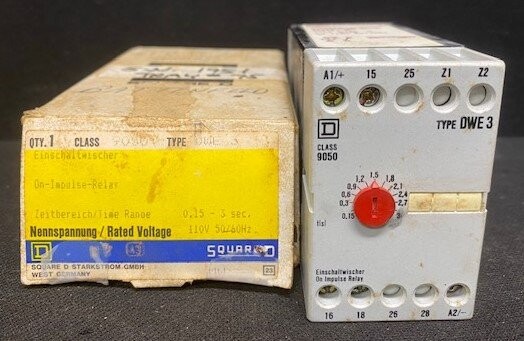 QTY. 1 CLASS 9050 TYPE DWE 3
Einschaltwischer
On-Impulse-Relay
Zeitbereich/Time Range 0,15 - 3 sec.
Nennspannung/Rated Voltage 110V 50/60Hz
D SQUARE D
SQUARE D STARKSTROM GMBH
WEST GERMANY
A1/+ 15 25 Z1 Z2
D TYPE DWE 3
CLASS
9050
1,5
1,2 1,8
0,9 2,1
0,6 2,4
0,3 2,7
0,15 3
[s]
Einschaltwischer
On Impulse Relay
16 18 26 28 A2/-